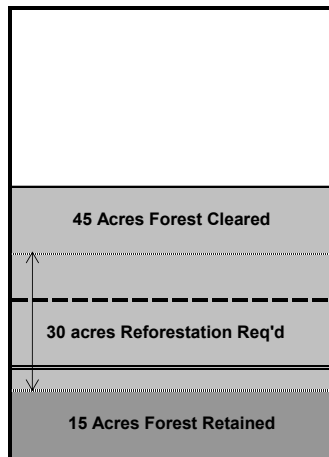 45 Acres Forest Cleared
30 acres Reforestation Req'd
15 Acres Forest Retained